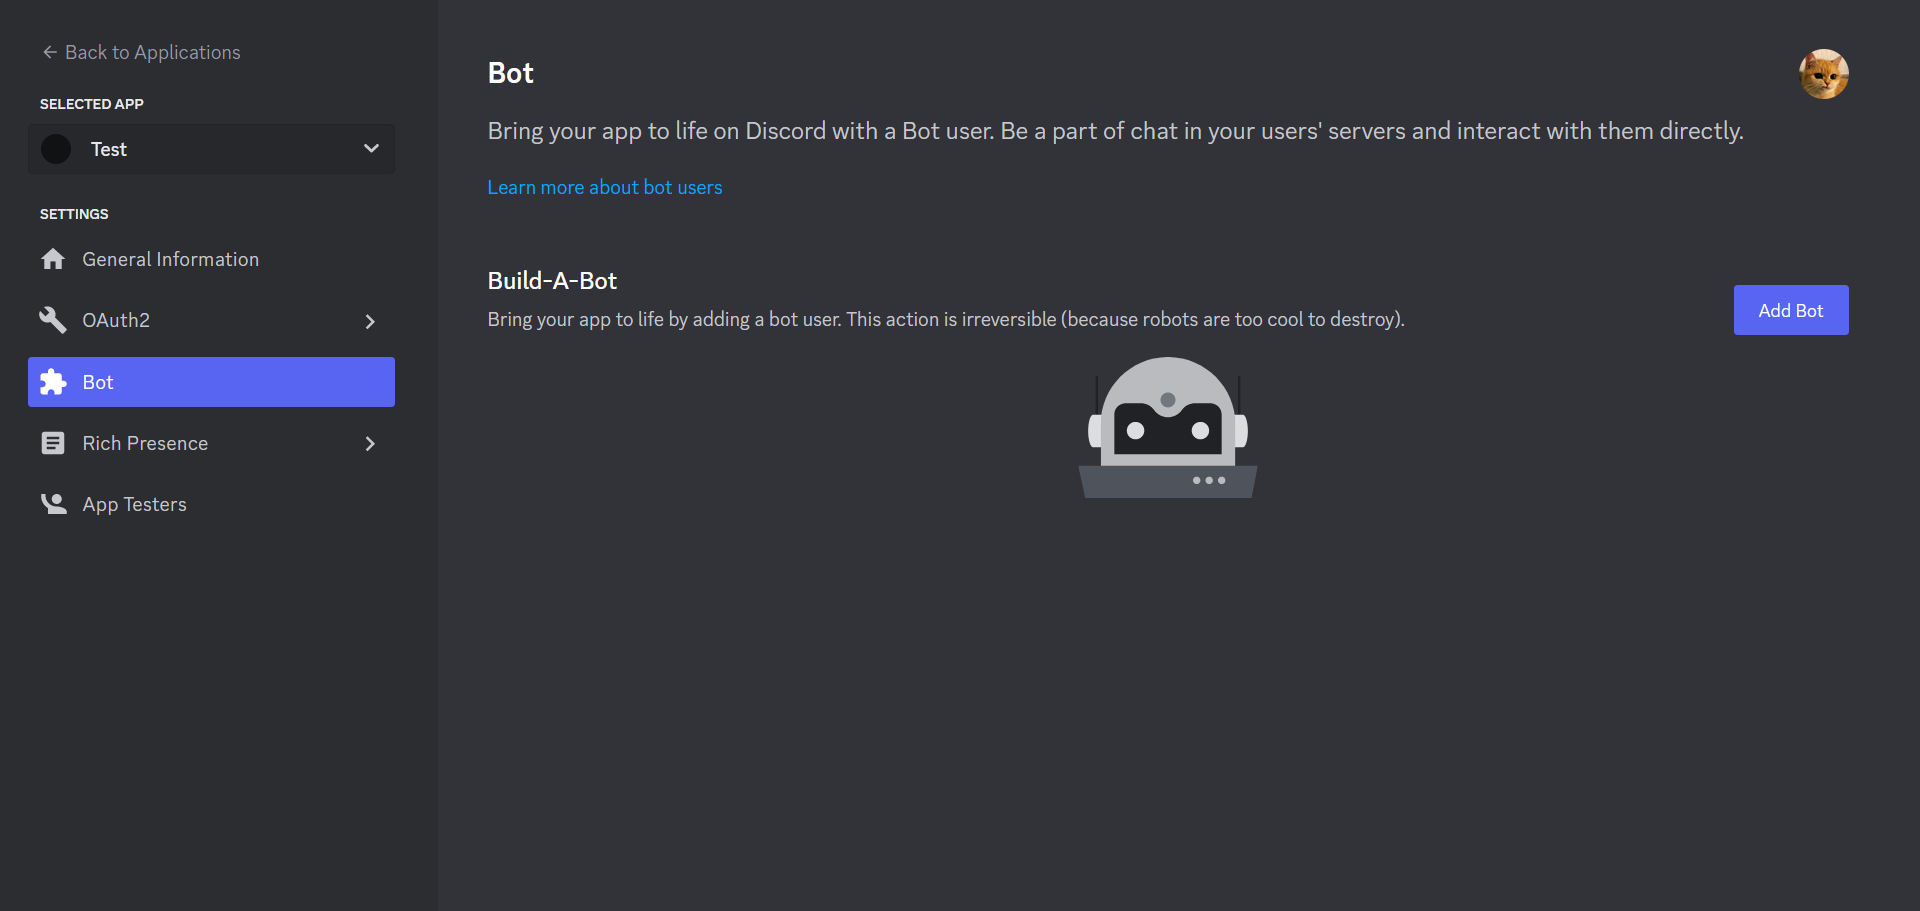 Back to Applications
SELECTED APP
Test
SETTINGS
General Information
OAuth2
Bot
Rich Presence
App Testers
Bot
Bring your app to life on Discord with a Bot user. Be a part of chat in your users' servers and interact with them directly.
Learn more about bot users
Build-A-Bot
Bring your app to life by adding a bot user. This action is irreversible (because robots are too cool to destroy).
Add Bot